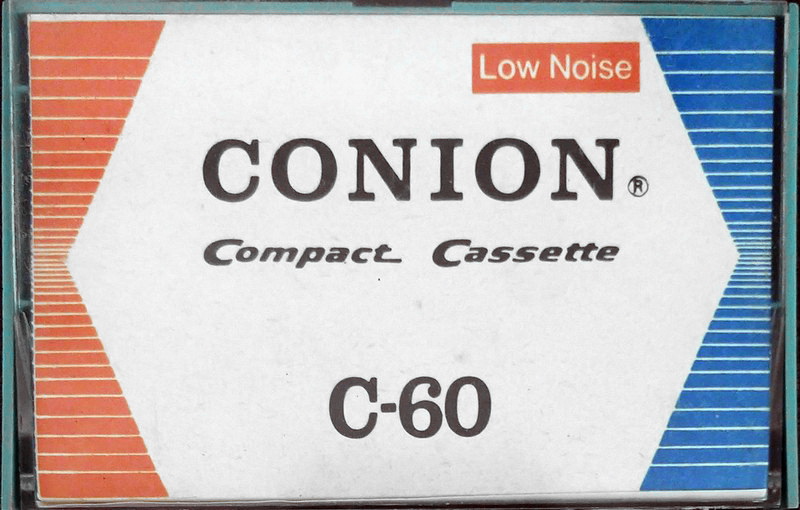 Low Noise
CONION®
Compact Cassette
C-60